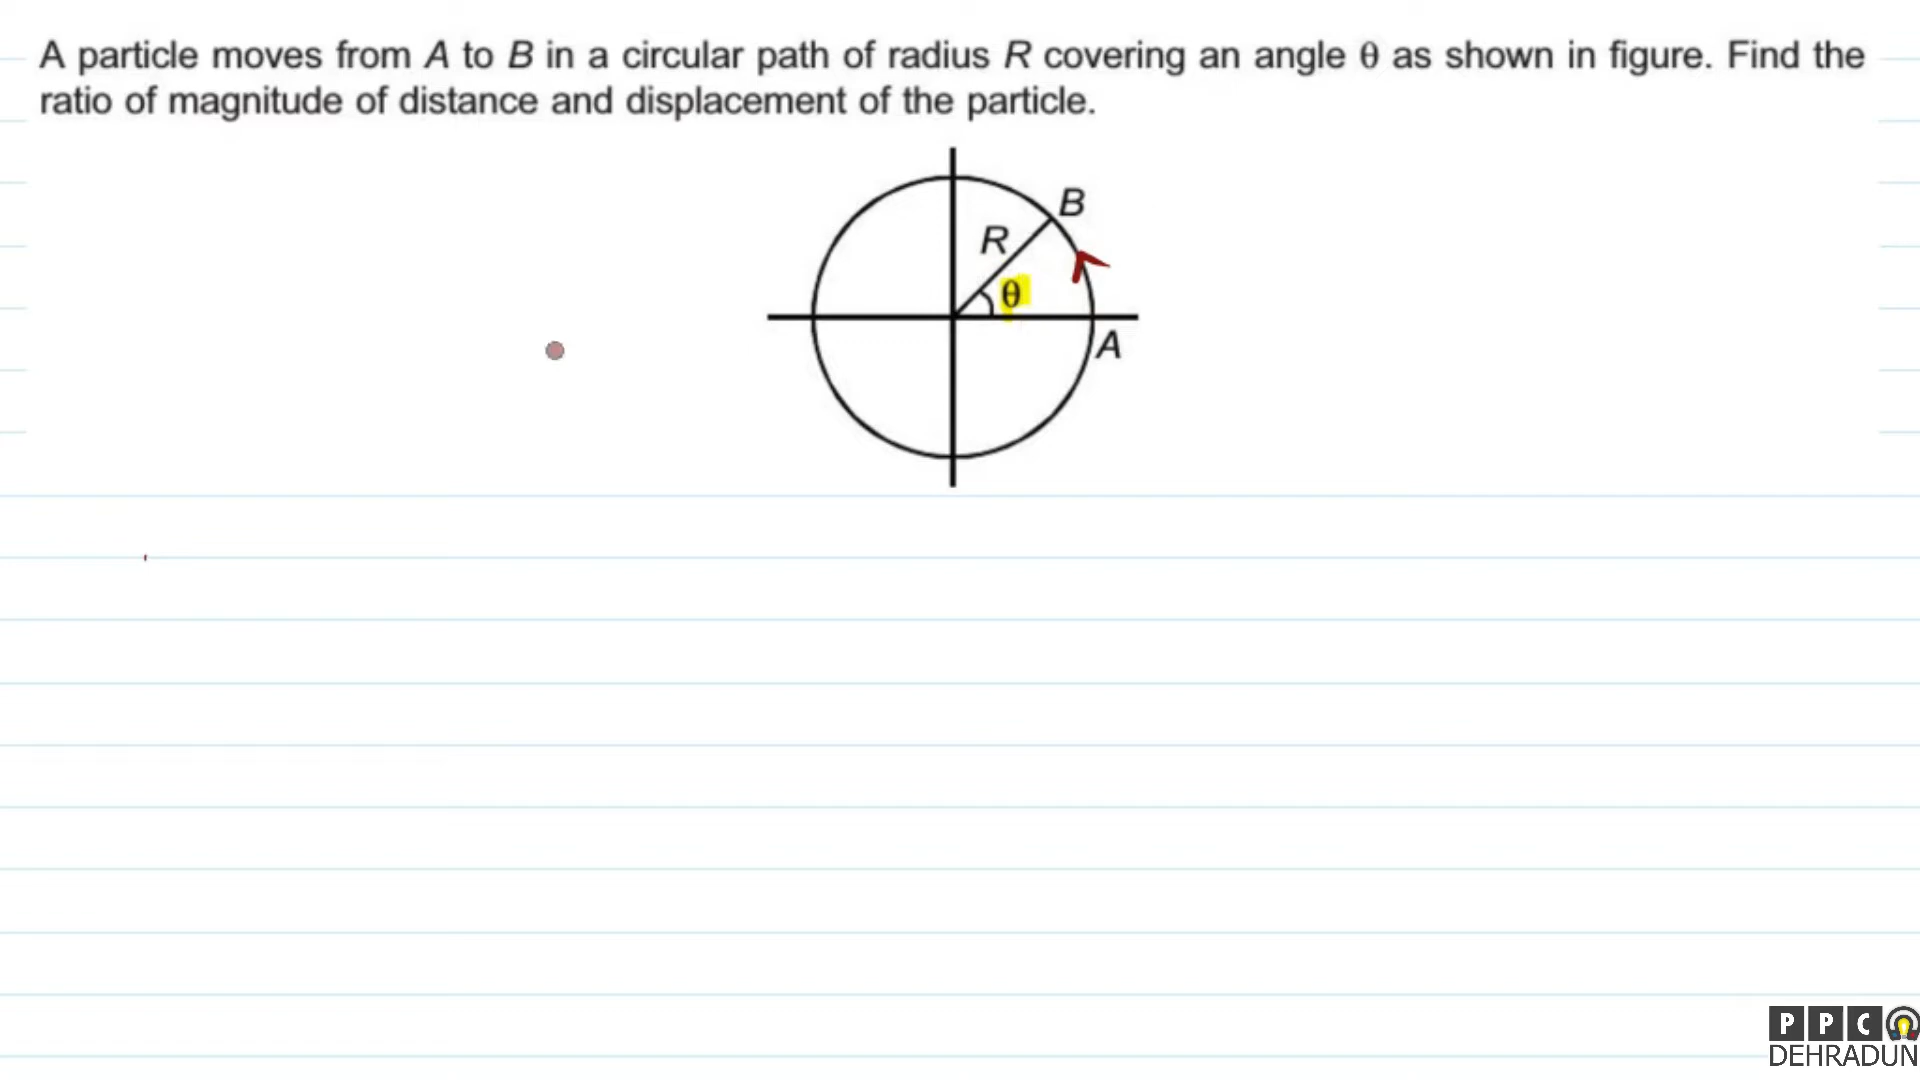 A particle moves from A to B in a circular path of radius R covering an angle θ as shown in figure. Find the
ratio of magnitude of distance and displacement of the particle.
B
R
θ
A
PPC
DEHRADUN